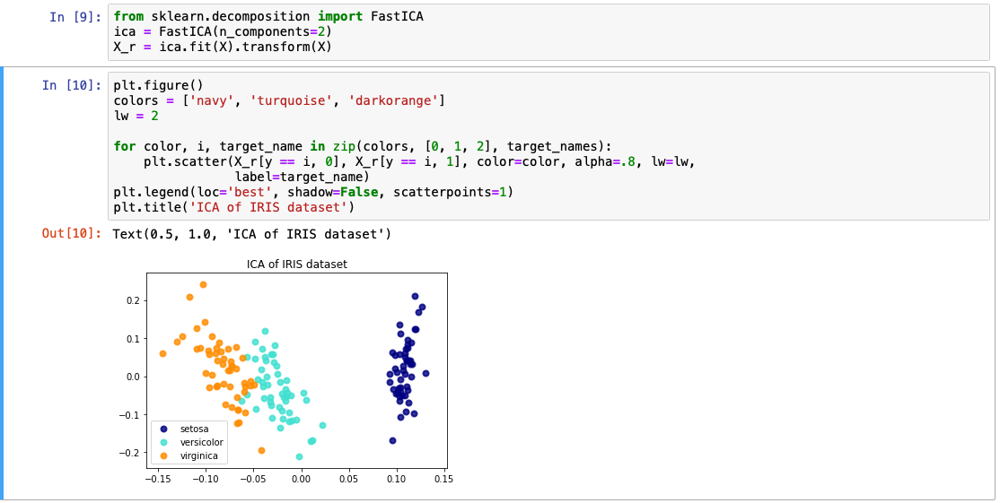 In [9]: from sklearn.decomposition import FastICA
ica = FastICA(n_components=2)
X_r = ica.fit(X).transform(X)
In [10]: plt.figure()
colors = ['navy', 'turquoise', 'darkorange']
lw = 2
for color, i, target_name in zip(colors, [0, 1, 2], target_names):
    plt.scatter(X_r[y == i, 0], X_r[y == i, 1], color=color, alpha=.8, lw=lw,
                label=target_name)
plt.legend(loc='best', shadow=False, scatterpoints=1)
plt.title('ICA of IRIS dataset')
Out[10]: Text(0.5, 1.0, 'ICA of IRIS dataset')
ICA of IRIS dataset
0.2
0.1
0.0
−0.1
−0.2
setosa
versicolor
virginica
−0.15 −0.10 −0.05 0.00 0.05 0.10 0.15